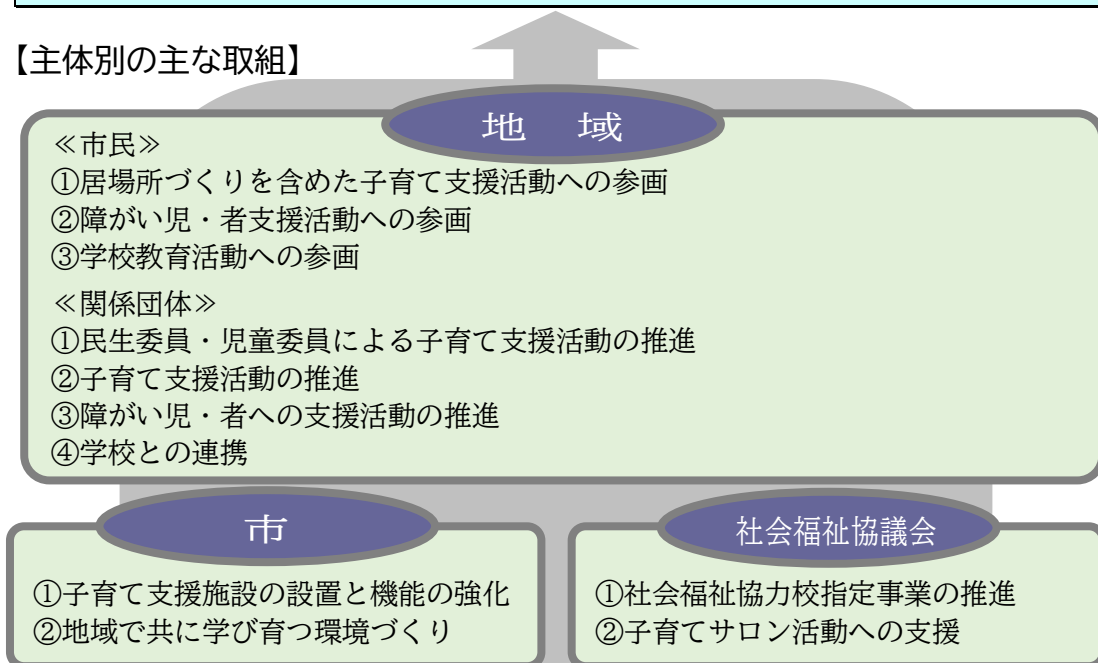 【主体別の主な取組】
地　域
≪市民≫
①居場所づくりを含めた子育て支援活動への参画
②障がい児・者支援活動への参画
③学校教育活動への参画
≪関係団体≫
①民生委員・児童委員による子育て支援活動の推進
②子育て支援活動の推進
③障がい児・者への支援活動の推進
④学校との連携
市
①子育て支援施設の設置と機能の強化
②地域で共に学び育つ環境づくり
社会福祉協議会
①社会福祉協力校指定事業の推進
②子育てサロン活動への支援